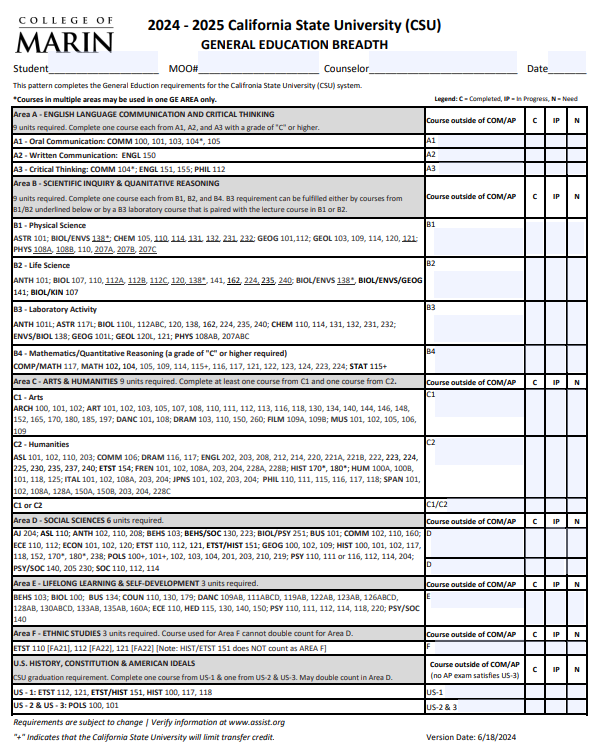 COLLEGE OF
MARIN
2024 - 2025 California State University (CSU)
GENERAL EDUCATION BREADTH
Student MOO# Counselor Date
This pattern completes the General Eduction requirements for the Califronia State University (CSU) system.
*Courses in multiple areas may be used in one GE AREA only. Legend: C = Completed, IP = In Progress, N = Need
Area A - ENGLISH LANGUAGE COMMUNICATION AND CRITICAL THINKING
9 units required. Complete one course each from A1, A2, and A3 with a grade of "C" or higher.
Course outside of COM/AP C IP N
A1 - Oral Communication: COMM 100, 101, 103, 104*, 105 A1
A2 - Written Communication: ENGL 150 A2
A3 - Critical Thinking: COMM 104*; ENGL 151, 155; PHIL 112 A3
Area B - SCIENTIFIC INQUIRY & QUANITATIVE REASONING
9 units required. Complete one course each from B1, B2, and B4. B3 requirement can be fulfilled either by courses from
B1/B2 underlined below or by a B3 laboratory course that is paired with the lecture course in B1 or B2.
Course outside of COM/AP C IP N
B1 - Physical Science B1
ASTR 101; BIOL/ENVS 138*; CHEM 105, 110, 114, 131, 132, 231, 232; GEOG 101,112; GEOL 103, 109, 114, 120, 121;
PHYS 108A, 108B, 110, 207A, 207B, 207C
B2 - Life Science B2
ANTH 101; BIOL 107, 110, 112A, 112B, 112C, 120, 138*, 141, 162, 224, 235, 240; BIOL/ENVS 138*, BIOL/ENVS/GEOG
141; BIOL/KIN 107
B3 - Laboratory Activity B3
ANTH 101L; ASTR 117L; BIOL 110L, 112ABC, 120, 138, 162, 224, 235, 240; CHEM 110, 114, 131, 132, 231, 232;
ENVS/BIOL 138; GEOG 101L; GEOL 120L, 121; PHYS 108AB, 207ABC
B4 - Mathematics/Quantitative Reasoning (a grade of "C" or higher required) B4
COMP/MATH 117, MATH 102, 104, 105, 109, 114, 115+, 116, 117, 121, 122, 123, 124, 223, 224; STAT 115+
Area C - ARTS & HUMANITIES 9 units required. Complete at least one course from C1 and one from C2. Course outside of COM/AP C IP N
C1 - Arts C1
ARCH 100, 101, 102; ART 101, 102, 103, 105, 107, 108, 110, 111, 112, 113, 116, 118, 130, 134, 140, 144, 146, 148,
152, 165, 170, 180, 185, 197; DANC 101, 108; DRAM 103, 110, 150, 260; FILM 109A, 109B; MUS 101, 102, 105, 106,
109
C2 - Humanities C2
ASL 101, 102, 110, 203; COMM 106; DRAM 116, 117; ENGL 202, 203, 208, 212, 214, 220, 221A, 221B, 222, 223, 224,
225, 230, 235, 237, 240; ETST 154; FREN 101, 102, 108A, 203, 204, 228A, 228B; HIST 170*, 180*; HUM 100A, 100B,
101, 118, 125; ITAL 101, 102, 108A, 203, 204; JPNS 101, 102, 203, 204; PHIL 110, 111, 115, 116, 117, 118; SPAN 101,
102, 108A, 128A, 150A, 150B, 203, 204, 228C
C1 or C2 C1/C2
Area D - SOCIAL SCIENCES 6 units required. Course outside of COM/AP C IP N
AJ 204; ASL 110; ANTH 102, 110, 208; BEHS 103; BEHS/SOC 130, 223; BIOL/PSY 251; BUS 101; COMM 102, 110, 160; D
ECE 110, 112; ECON 101, 102, 120; ETST 110, 112, 121, ETST/HIST 151; GEOG 100, 102, 109; HIST 100, 101, 102, 117,
118, 152, 170*, 180*, 238; POLS 100+, 101+, 102, 103, 104, 201, 203, 210, 219; PSY 110, 111 or 116, 112, 114, 204;
PSY/SOC 140, 205 230; SOC 110, 112, 114 D
Area E - LIFELONG LEARNING & SELF-DEVELOPMENT 3 units required. Course outside of COM/AP C IP N
BEHS 103; BIOL 100; BUS 134; COUN 110, 130, 179; DANC 109AB, 111ABCD, 119AB, 122AB, 123AB, 126ABCD, E
128AB, 130ABCD, 133AB, 135AB, 160A; ECE 110, HED 115, 130, 140, 150; PSY 110, 111, 112, 114, 118, 220; PSY/SOC
140
Area F - ETHNIC STUDIES 3 units required. Course used for Area F cannot double count for Area D. Course outside of COM/AP C IP N
ETST 110 [FA21], 112 [FA22], 121 [FA22] [Note: HIST/ETST 151 does NOT count as AREA F] F
U.S. HISTORY, CONSTITUTION & AMERICAN IDEALS
CSU graduation requirement. Complete one course from US-1 & one from US-2 & US-3. May double count in Area D.
Course outside of COM/AP
(no AP exam satisfies US-3) C IP N
US - 1: ETST 112, 121, ETST/HIST 151, HIST 100, 117, 118 US-1
US - 2 & US - 3: POLS 100, 101 US-2 & 3
Requirements are subject to change | Verify information at www.assist.org
"+" Indicates that the California State University will limit transfer credit. Version Date: 6/18/2024